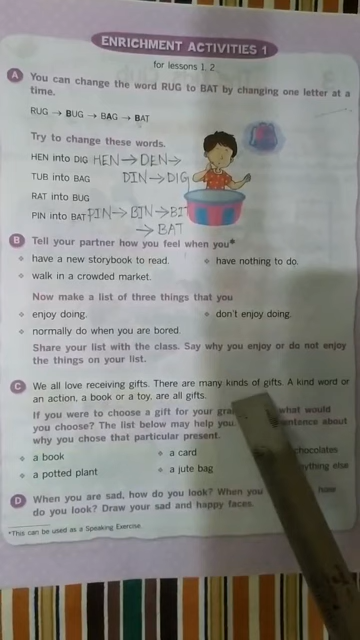 ENRICHMENT ACTIVITIES 1
for lessons 1, 2
A You can change the word RUG to BAT by changing one letter at a
time.
RUG → BUG → BAG → BAT
Try to change these words.
HEN into DIG HEN → DEN →
TUB into BAG DIN → DIG
RAT into BUG
PIN into BAT PIN → BIN → BIT
→ BAT
B Tell your partner how you feel when you*
❖ have a new storybook to read. ❖ have nothing to do.
❖ walk in a crowded market.
Now make a list of three things that you
❖ enjoy doing. ❖ don't enjoy doing.
❖ normally do when you are bored.
Share your list with the class. Say why you enjoy or do not enjoy
the things on your list.
C We all love receiving gifts. There are many kinds of gifts. A kind word or
an action, a book or a toy, are all gifts.
If you were to choose a gift for your what would
you choose? The list below may help you. sentence about
why you chose that particular present.
❖ a book ❖ a card chocolates
❖ a potted plant ❖ a jute bag anything else
D When you are sad, how do you look? When you how
do you look? Draw your sad and happy faces.
*This can be used as a Speaking Exercise.